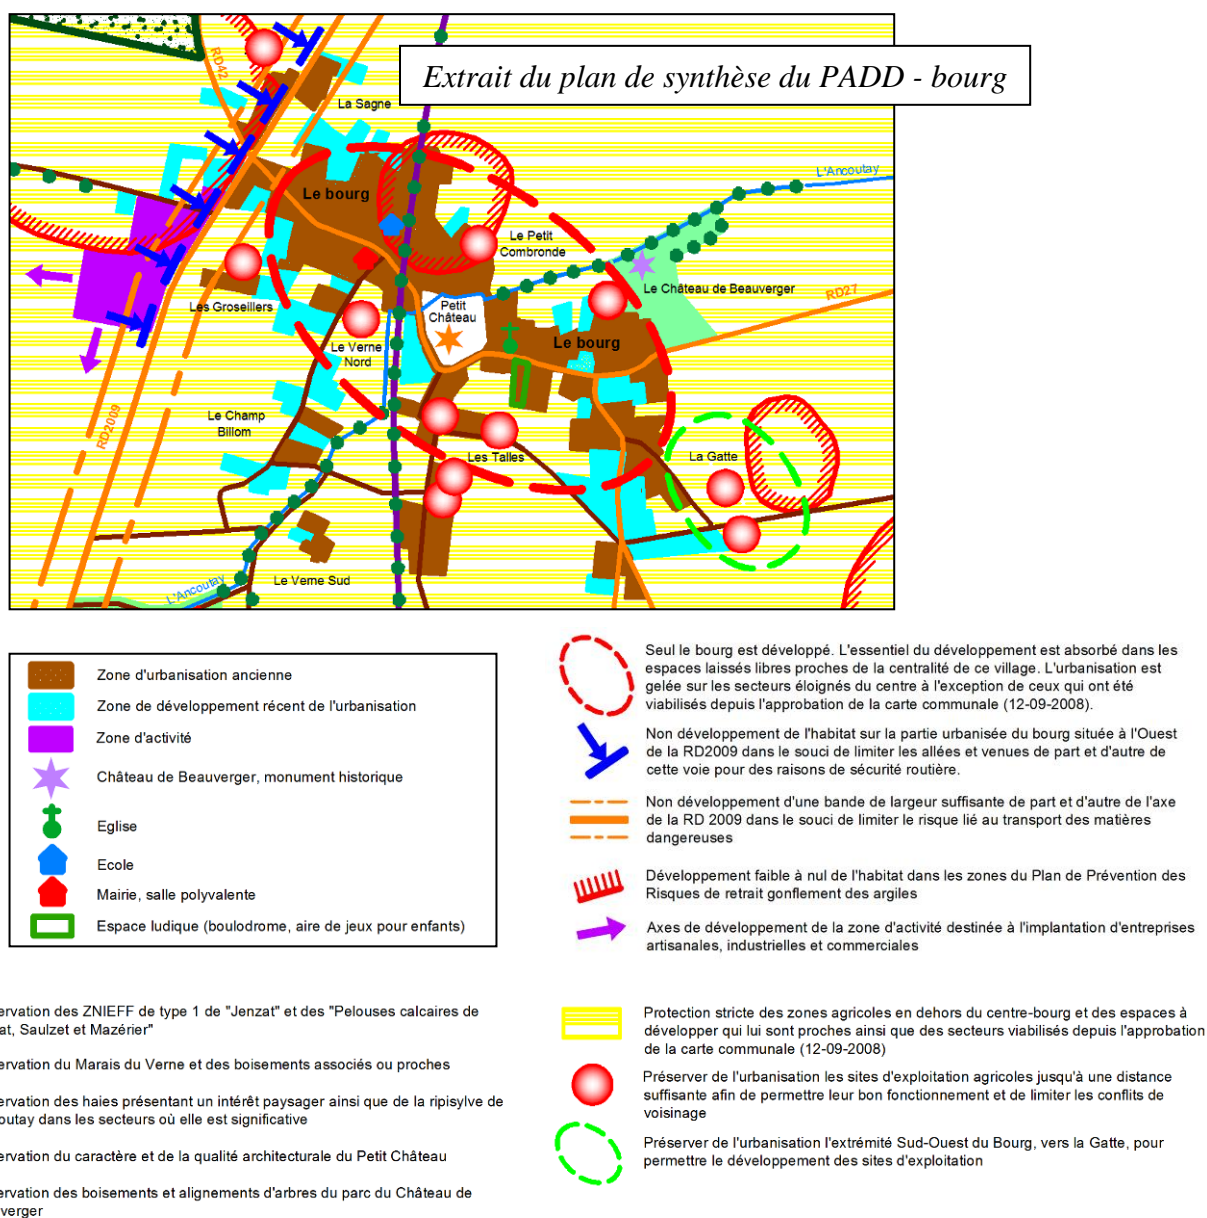 Extrait du plan de synthèse du PADD - bourg
RD42
La Sagne
L'Ancoutay
Le bourg
Le Petit
Combronde
Le Château de Beauverger
RD27
Les Groseillers
Petit
Château
Le Verne
Nord
Le bourg
RD2009
Le Champ
Billom
Les Talles
La Gatte
L'Ancoutay
Le Verne Sud
Zone d'urbanisation ancienne
Zone de développement récent de l'urbanisation
Zone d'activité
Château de Beauverger, monument historique
Eglise
Ecole
Mairie, salle polyvalente
Espace ludique (boulodrome, aire de jeux pour enfants)
Seul le bourg est développé. L'essentiel du développement est absorbé dans les
espaces laissés libres proches de la centralité de ce village. L'urbanisation est
gelée sur les secteurs éloignés du centre à l'exception de ceux qui ont été
viabilisés depuis l'approbation de la carte communale (12-09-2008).
Non développement de l'habitat sur la partie urbanisée du bourg située à l'Ouest
de la RD2009 dans le souci de limiter les allées et venues de part et d'autre de
cette voie pour des raisons de sécurité routière.
Non développement d'une bande de largeur suffisante de part et d'autre de l'axe
de la RD 2009 dans le souci de limiter le risque lié au transport des matières
dangereuses
Développement faible à nul de l'habitat dans les zones du Plan de Prévention des
Risques de retrait gonflement des argiles
Axes de développement de la zone d'activité destinée à l'implantation d'entreprises
artisanales, industrielles et commerciales
ervation des ZNIEFF de type 1 de "Jenzat" et des "Pelouses calcaires de
at, Saulzet et Mazérier"
ervation du Marais du Verne et des boisements associés ou proches
ervation des haies présentant un intérêt paysager ainsi que de la ripisylve de
outay dans les secteurs où elle est significative
ervation du caractère et de la qualité architecturale du Petit Château
ervation des boisements et alignements d'arbres du parc du Château de
verger
Protection stricte des zones agricoles en dehors du centre-bourg et des espaces à
développer qui lui sont proches ainsi que des secteurs viabilisés depuis l'approbation
de la carte communale (12-09-2008)
Préserver de l'urbanisation les sites d'exploitation agricoles jusqu'à une distance
suffisante afin de permettre leur bon fonctionnement et de limiter les conflits de
voisinage
Préserver de l'urbanisation l'extrémité Sud-Ouest du Bourg, vers la Gatte, pour
permettre le développement des sites d'exploitation